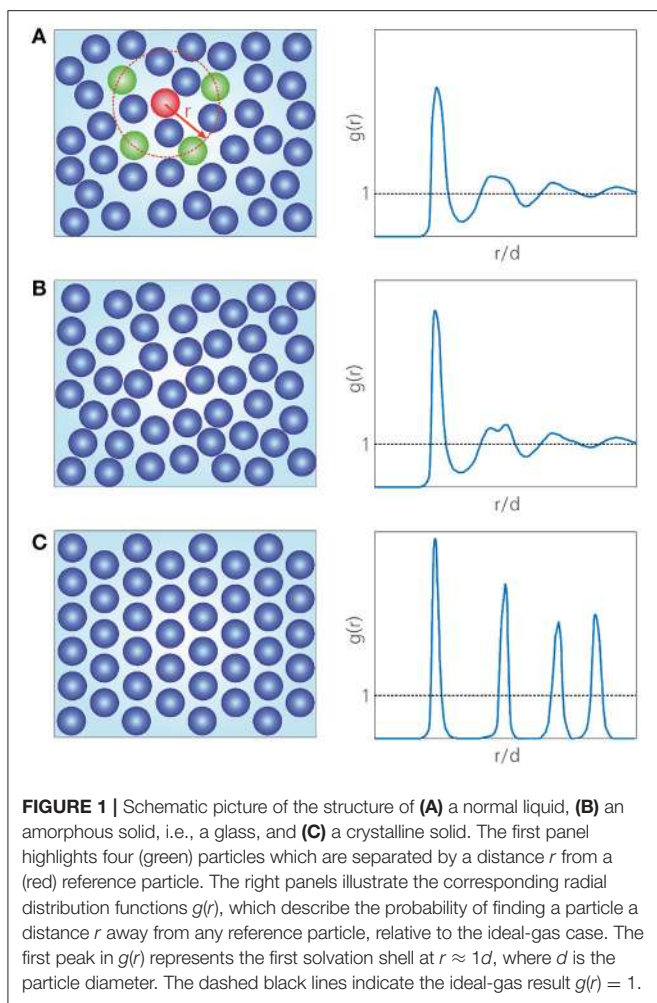 A
r
g(r)
1
r/d
B
g(r)
1
r/d
C
g(r)
1
r/d
FIGURE 1 | Schematic picture of the structure of (A) a normal liquid, (B) an
amorphous solid, i.e., a glass, and (C) a crystalline solid. The first panel
highlights four (green) particles which are separated by a distance r from a
(red) reference particle. The right panels illustrate the corresponding radial
distribution functions g(r), which describe the probability of finding a particle a
distance r away from any reference particle, relative to the ideal-gas case. The
first peak in g(r) represents the first solvation shell at r ≈ 1d, where d is the
particle diameter. The dashed black lines indicate the ideal-gas result g(r) = 1.